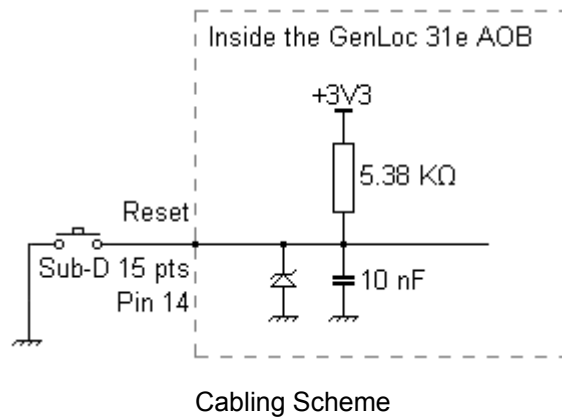 Inside the GenLoc 31e AOB
+3V3
5.38 KΩ
Reset
Sub-D 15 pts
Pin 14
10 nF
Cabling Scheme